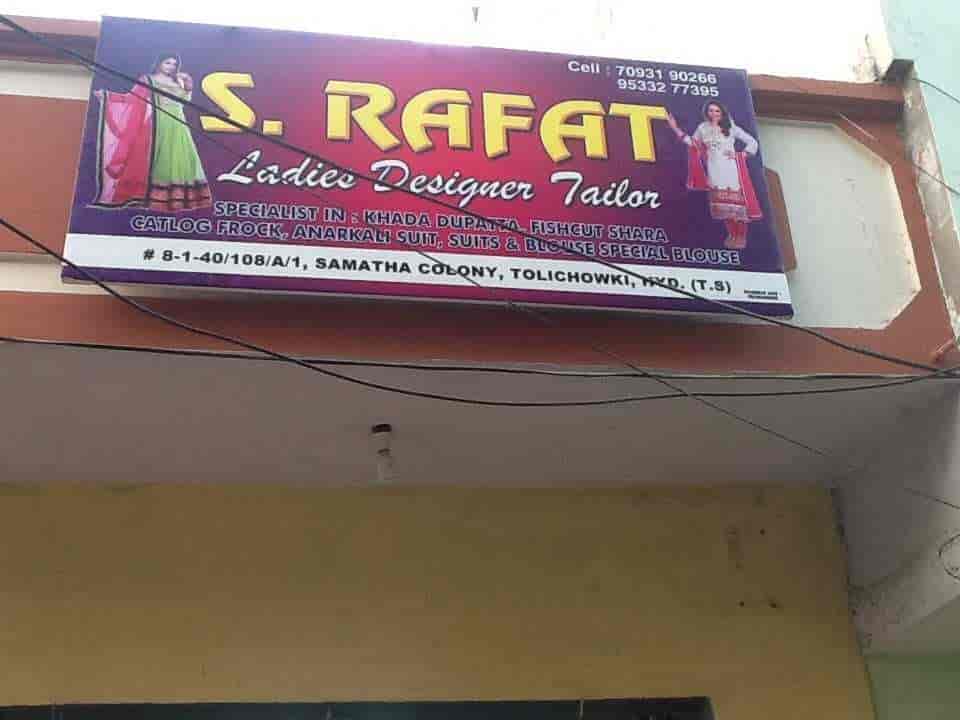 Cell : 70931 90266
95332 77395
S. RAFAT
Ladies Designer Tailor
SPECIALIST IN : KHADA DUPATTA, FISHCUT SHARA
CATLOG FROCK, ANARKALI SUIT, SUITS & BLOUSE SPECIAL BLOUSE
# 8-1-40/108/A/1, SAMATHA COLONY, TOLICHOWKI, HYD. (T.S)